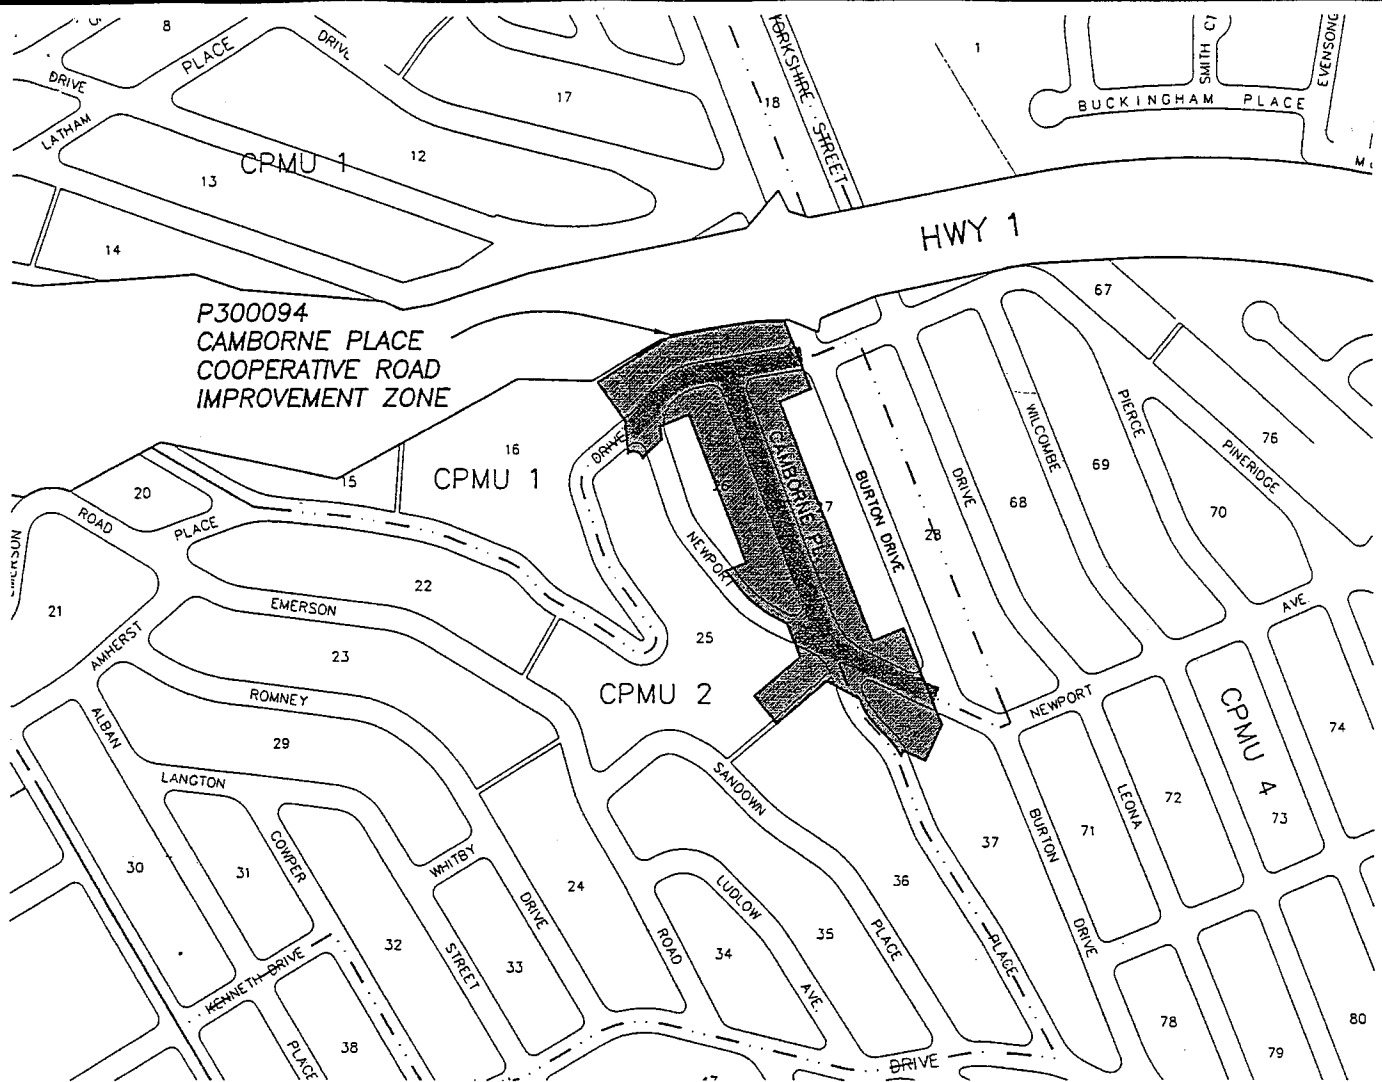 8
PLACE
DRIVE
DRIVE
LATHAM
17
18
YORKSHIRE STREET
1
SMITH CT
EVENSONG
BUCKINGHAM PLACE
12
CPMU 1
13
14
HWY 1
P300094
CAMBORNE PLACE
COOPERATIVE ROAD
IMPROVEMENT ZONE
67
PIERCE
WILCOMBE
DRIVE
76
PINERIDGE
69
68
70
16
CPMU 1
15
DRIVE
CAMBORNE PL.
BURTON DRIVE
28
20
ROAD
PLACE
EMERSON
NEWPORT
22
21
EMERSON
AMHERST
23
25
CPMU 2
AVE
ROMNEY
NEWPORT
ALBAN
29
CPMU 4
74
LANGTON
SANDOWN
72
LEONA
71
BURTON
73
COWPER
37
30
31
WHITBY
24
36
LUDLOW
DRIVE
32
STREET
33
ROAD
34
35
PLACE
PLACE
DRIVE
KENNETH DRIVE
AVE.
PLACE
38
78
79
80
DRIVE